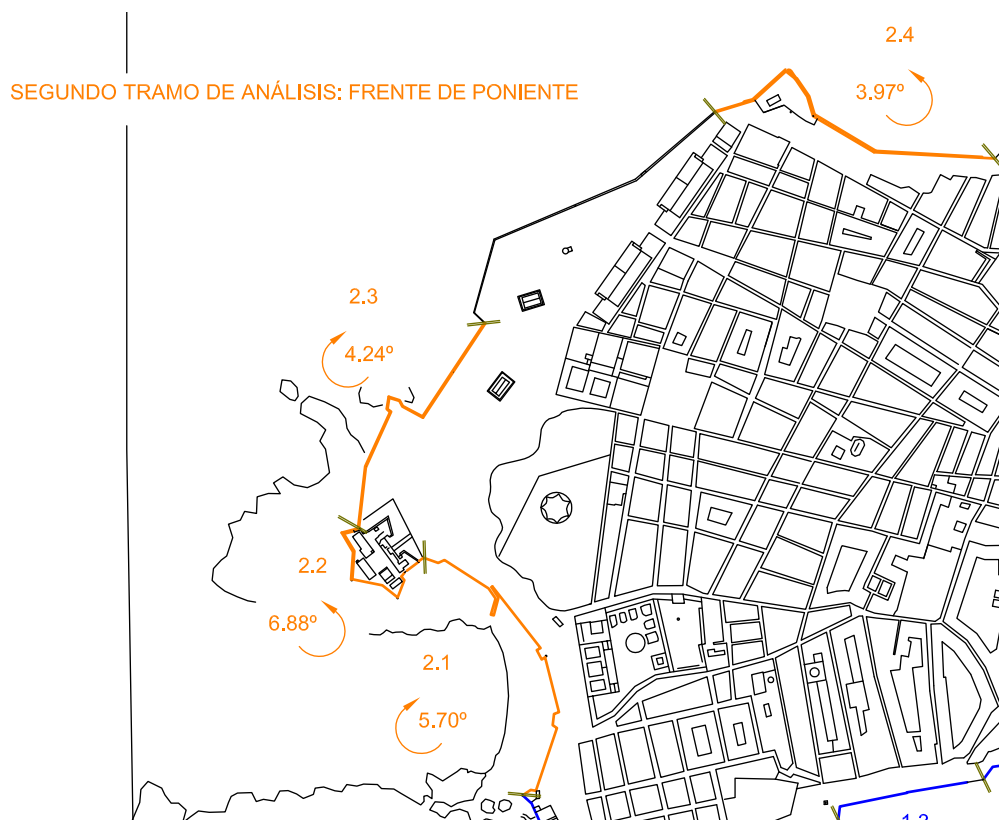 2.4
SEGUNDO TRAMO DE ANÁLISIS: FRENTE DE PONIENTE
3.97º
2.3
4.24º
2.2
6.88º
2.1
5.70º